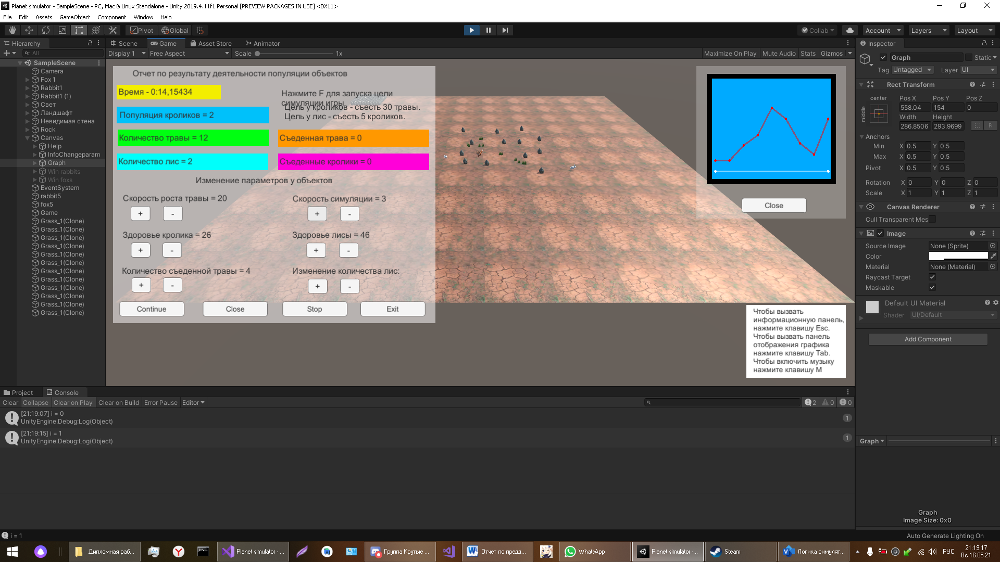 Planet simulator - SampleScene - PC, Mac & Linux Standalone - Unity 2019.4.11f1 Personal [PREVIEW PACKAGES IN USE] <DX11>
File Edit Assets GameObject Component Window Help
Pivot Global Collab Account Layers Layout
Hierarchy
All
SampleScene
Camera
Fox 1
Rabbit1
Rabbit1 (1)
Свет
Ландшафт
Невидимая стена
Rock
Canvas
Help
InfoChangeparam
Graph
Win rabbits
Win foxs
EventSystem
rabbit5
fox5
Game
Grass_1(Clone)
Grass_1(Clone)
Grass_1(Clone)
Grass_1(Clone)
Grass_1(Clone)
Grass_1(Clone)
Grass_1(Clone)
Grass_1(Clone)
Grass_1(Clone)
Grass_1(Clone)
Grass_1(Clone)
Grass_1(Clone)
Scene Game Asset Store Animator
Display 1 Free Aspect Scale 1x Maximize On Play Mute Audio Stats Gizmos
Отчет по результату деятельности популяции объектов
Время - 0:14,15434
Нажмите F для запуска цели
симуляции игры
Цель у кроликов - съесть 30 травы.
Цель у лис - съесть 5 кроликов.
Популяция кроликов = 2
Количество травы = 12
Съеденная трава = 0
Количество лис = 2
Съеденные кролики = 0
Изменение параметров у объектов
Скорость роста травы = 20
Скорость симуляции = 3
+ - + -
Здоровье кролика = 26
Здоровье лисы = 46
+ - + -
Количество съеденной травы = 4
Изменение количества лис:
+ - + -
Continue Close Stop Exit
Close
Чтобы вызвать
информационную панель,
нажмите клавишу Esc.
Чтобы вызвать панель
отображения графика
нажмите клавишу Tab.
Чтобы включить музыку
нажмите клавишу M
Inspector
Graph Static
Tag Untagged Layer UI
Rect Transform
center
middle
Pos X Pos Y Pos Z
558.04 154 0
Width Height
286.8506 293.9699
R
Anchors
Min X 0.5 Y 0.5
Max X 0.5 Y 0.5
Pivot X 0.5 Y 0.5
Rotation X 0 Y 0 Z 0
Scale X 1 Y 1 Z 1
Canvas Renderer
Cull Transparent Mes
Image
Source Image None (Sprite)
Color
Material None (Material)
Raycast Target
Maskable
Default UI Material
Shader UI/Default
Add Component
Graph
Graph
Image Size: 0x0
Project Console
Clear Collapse Clear on Play Clear on Build Error Pause Editor
2 0 0
[21:19:07] i = 0
UnityEngine.Debug:Log(Object)
1
[21:19:15] i = 1
UnityEngine.Debug:Log(Object)
1
i = 1
Auto Generate Lighting On
Дипломная раб...
Planet simulator - ...
Группа Крутые ...
Отчет по предд...
WhatsApp
Planet simulator -...
Steam
Логика симулят...
РУС
21:19:17
Вс 16.05.21